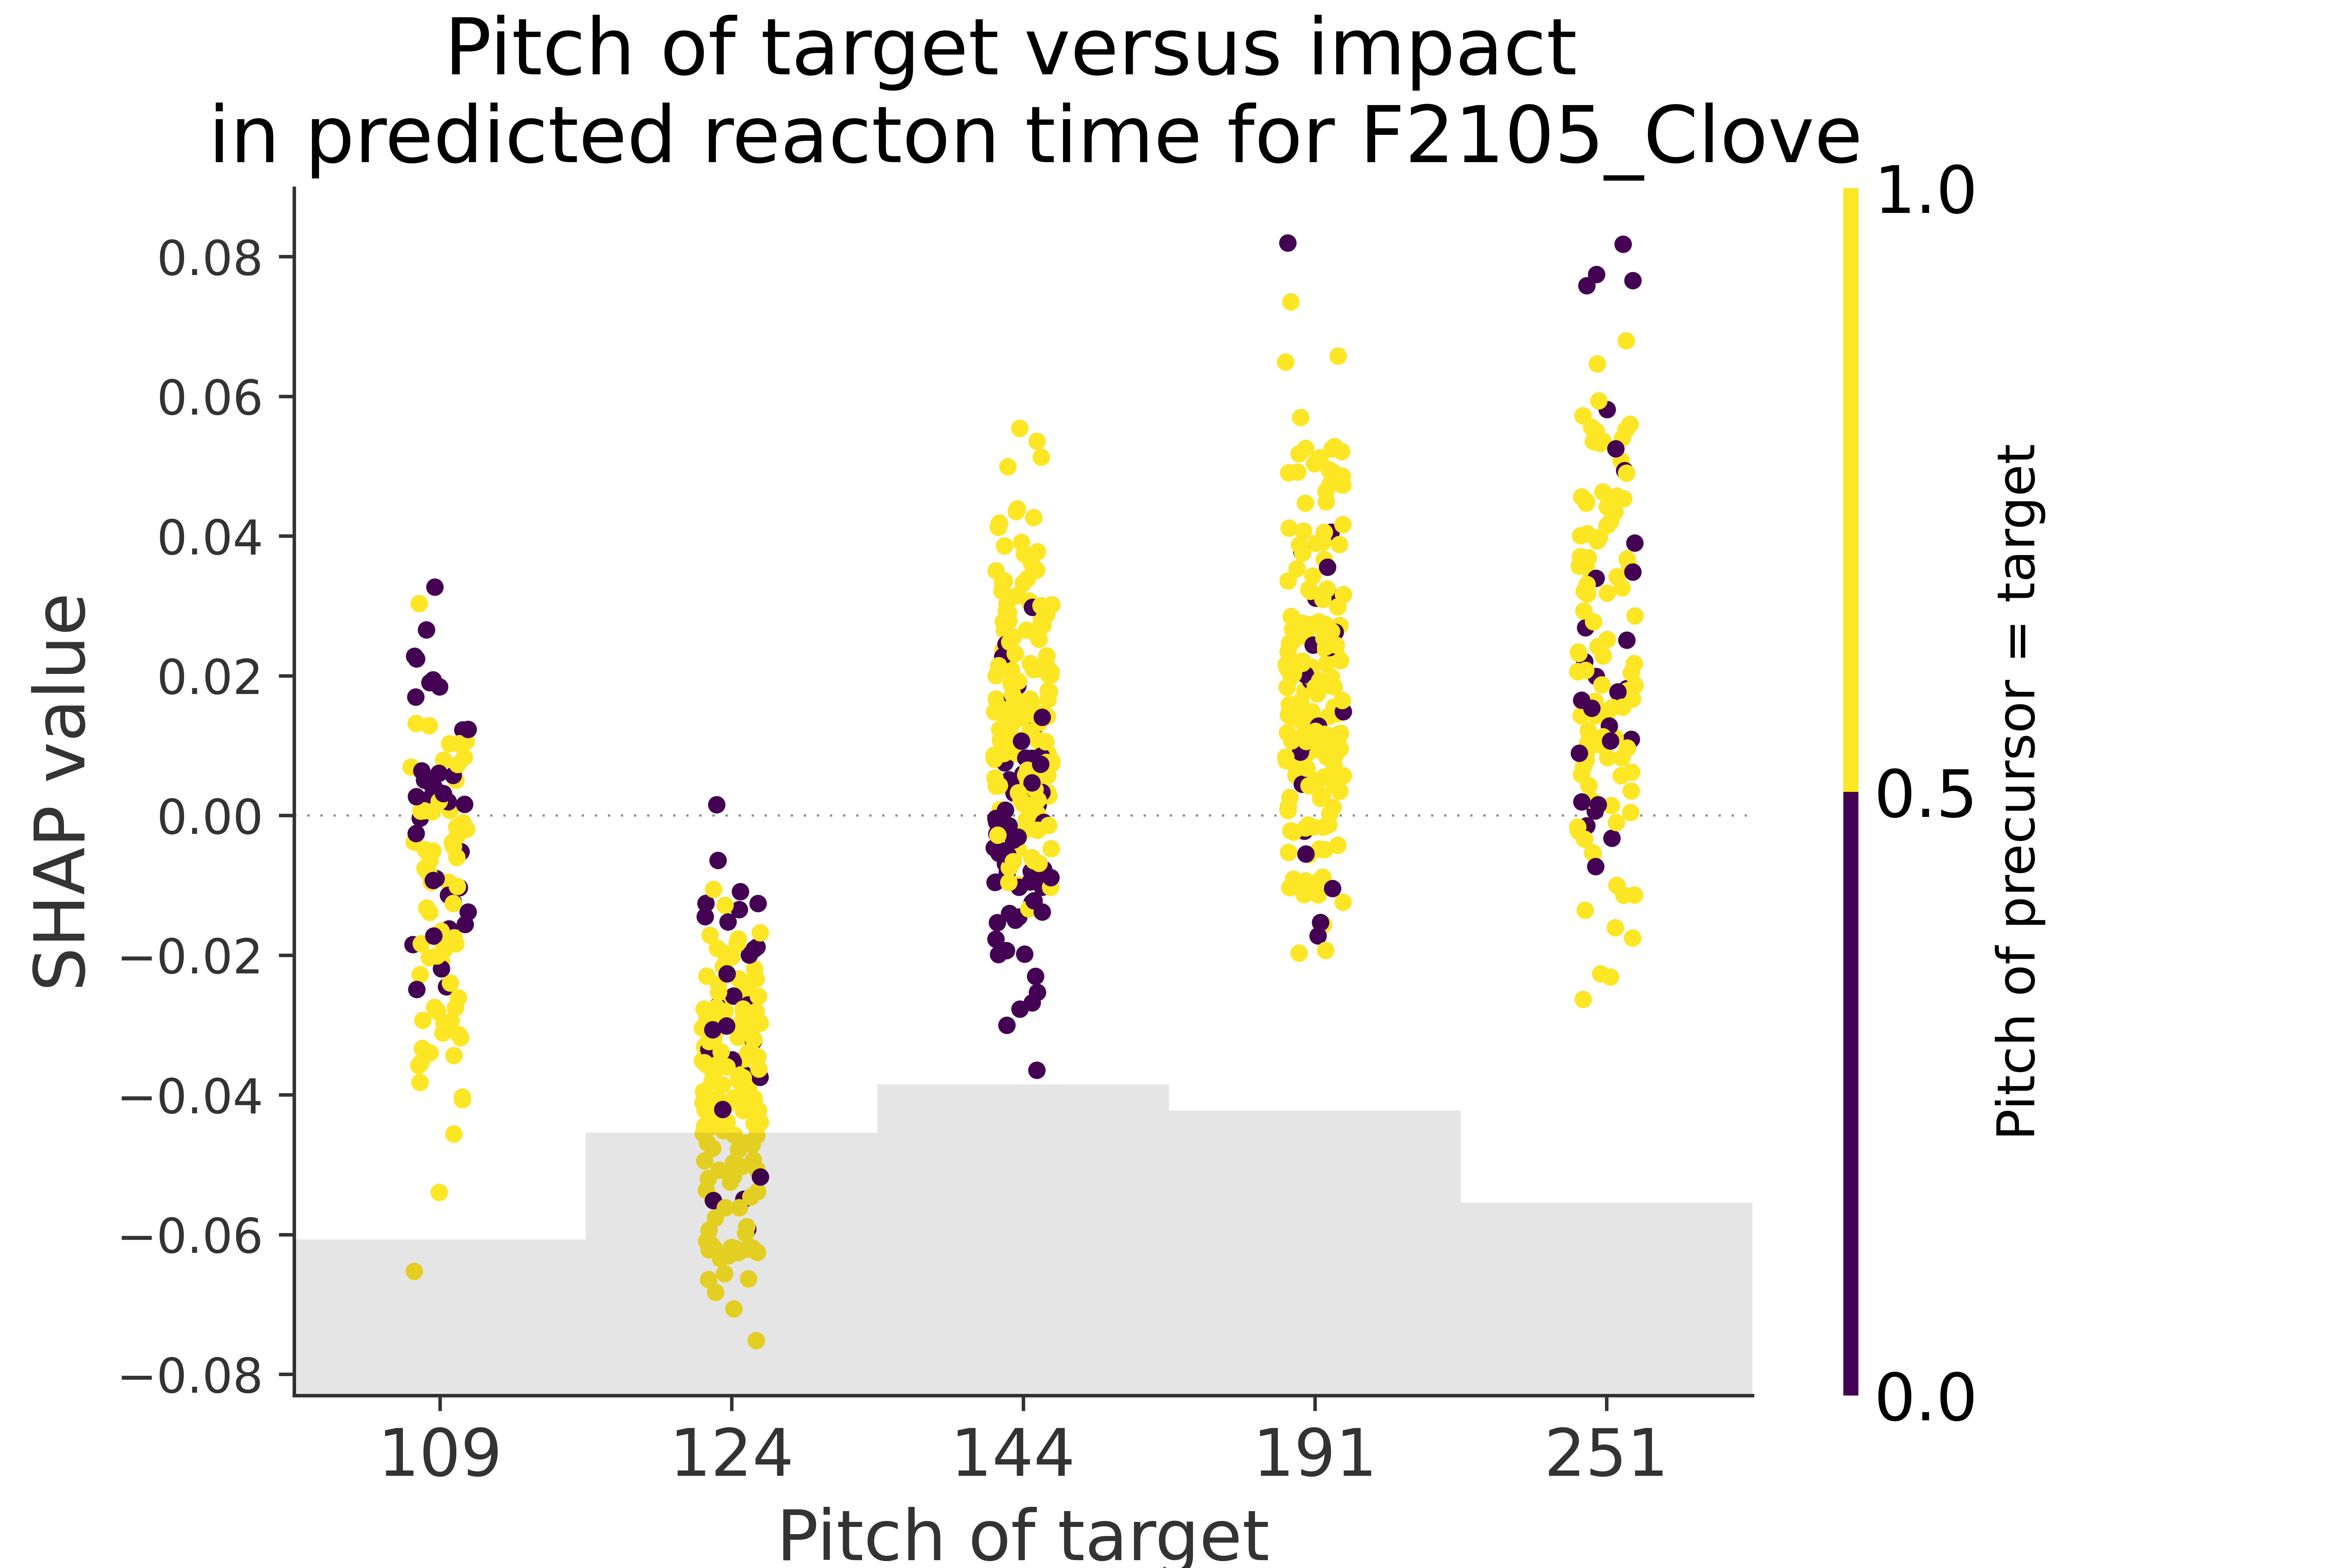 Pitch of target versus impact
in predicted reacton time for F2105_Clove
1.0
0.08
0.06
0.04
0.02
0.00
−0.02
−0.04
−0.06
−0.08
SHAP value
0.5
0.0
Pitch of precursor = target
109 124 144 191 251
Pitch of target